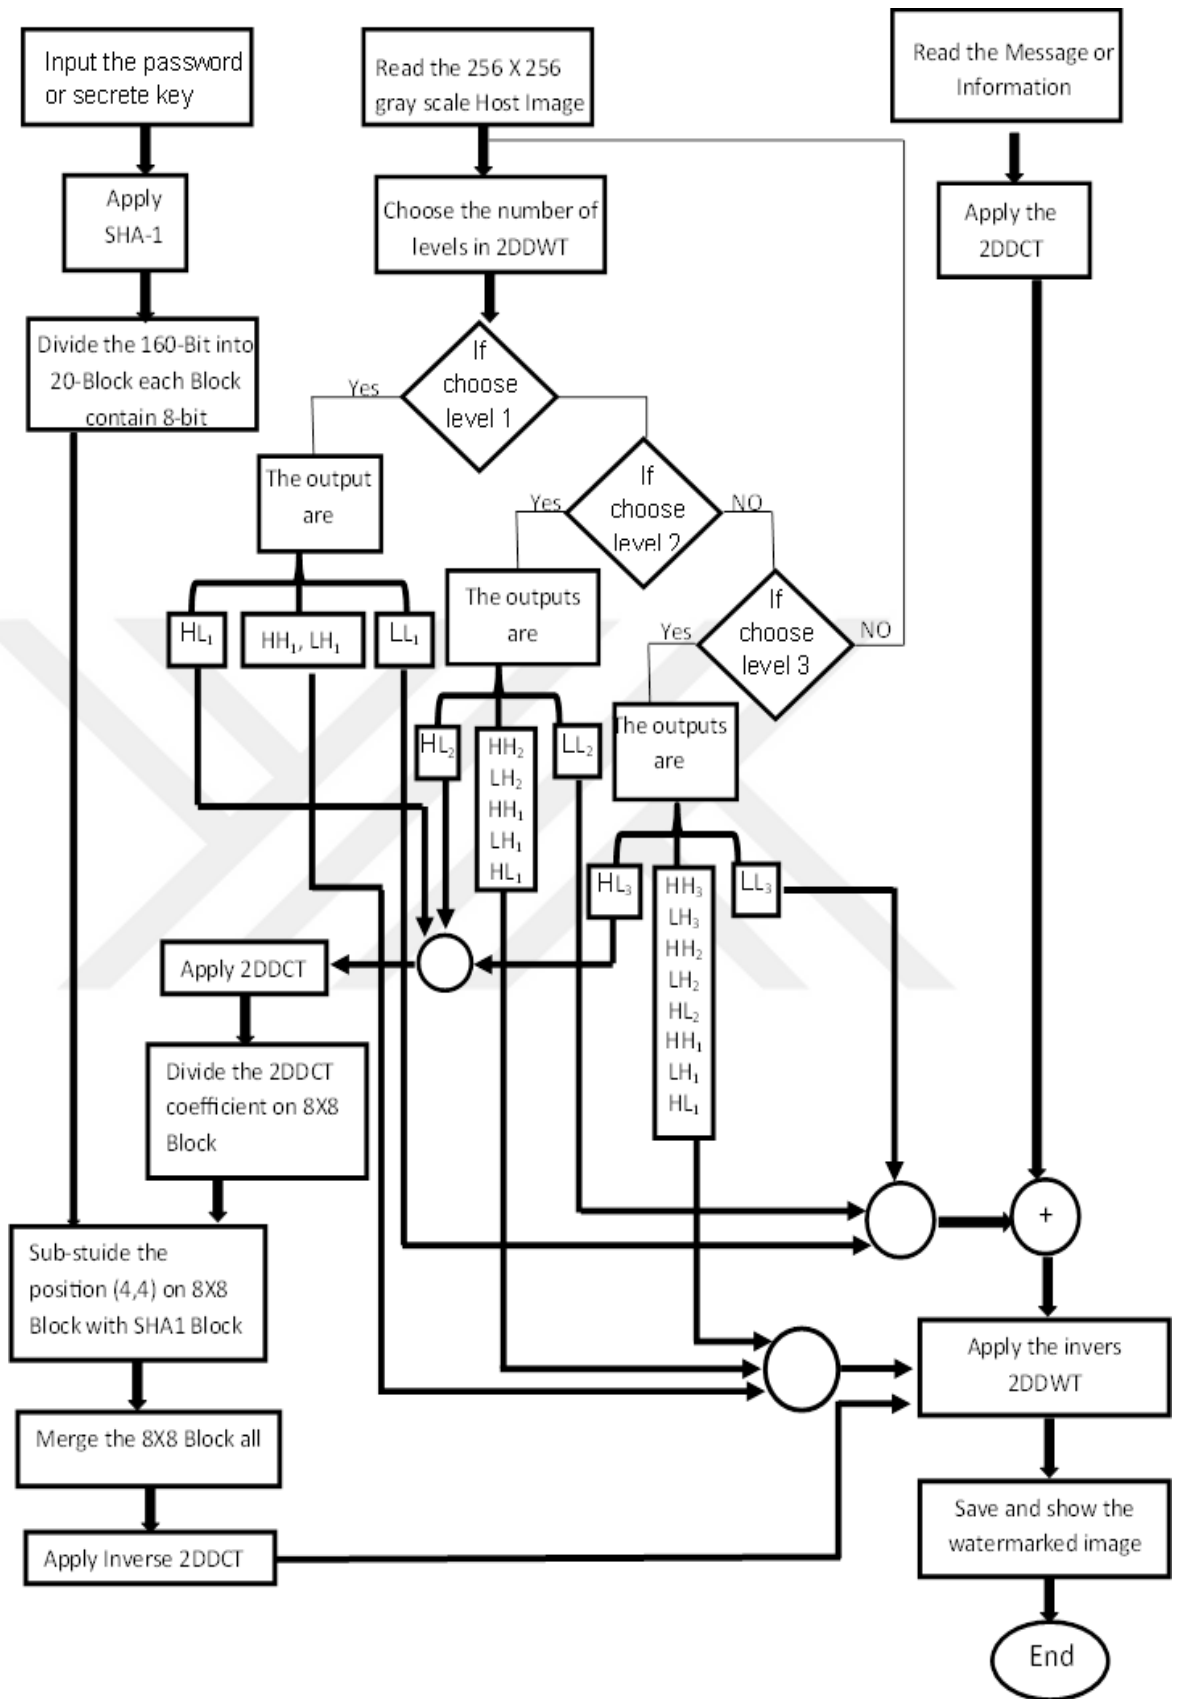 Input the password
or secrete key
Read the 256 X 256
gray scale Host Image
Read the Message or
Information
Apply
SHA-1
Choose the number of
levels in 2DDWT
Apply the
2DDCT
Divide the 160-Bit into
20-Block each Block
contain 8-bit
If
choose
level 1
Yes
The output
are
If
choose
level 2
Yes
NO
HL₁
HH₁, LH₁
LL₁
The outputs
are
If
choose
level 3
Yes
NO
HL₂
HH₂
LH₂
HH₁
LH₁
HL₁
LL₂
The outputs
are
HL₃
HH₃
LH₃
HH₂
LH₂
HL₂
HH₁
LH₁
HL₁
LL₃
Apply 2DDCT
Divide the 2DDCT
coefficient on 8X8
Block
Sub-stuide the
position (4,4) on 8X8
Block with SHA1 Block
+
Merge the 8X8 Block all
Apply the invers
2DDWT
Apply Inverse 2DDCT
Save and show the
watermarked image
End